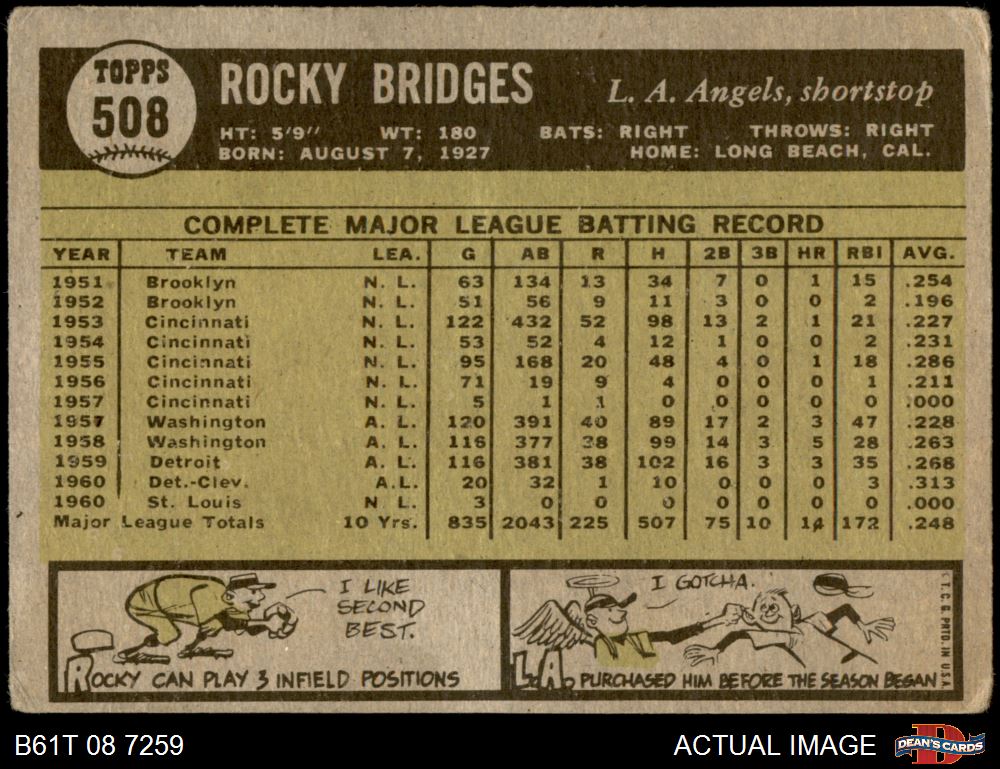 TOPPS
508
ROCKY BRIDGES
L. A. Angels, shortstop
HT: 5'9" WT: 180 BATS: RIGHT THROWS: RIGHT
BORN: AUGUST 7, 1927 HOME: LONG BEACH, CAL.
COMPLETE MAJOR LEAGUE BATTING RECORD
YEAR TEAM LEA. G AB R H 2B 3B HR RBI AVG.
1951 Brooklyn N. L. 63 134 13 34 7 0 1 15 .254
1952 Brooklyn N. L. 51 56 9 11 3 0 0 2 .196
1953 Cincinnati N. L. 122 432 52 98 13 2 1 21 .227
1954 Cincinnati N. L. 53 52 4 12 1 0 0 2 .231
1955 Cincinnati N. L. 95 168 20 48 4 0 1 18 .286
1956 Cincinnati N. L. 71 19 9 4 0 0 0 1 .211
1957 Cincinnati N. L. 5 1 1 0 0 0 0 0 .000
1957 Washington A. L. 120 391 40 89 17 2 3 47 .228
1958 Washington A. L. 116 377 38 99 14 3 5 28 .263
1959 Detroit A. L. 116 381 38 102 16 3 3 35 .268
1960 Det.-Clev. A.L. 20 32 1 10 0 0 0 3 .313
1960 St. Louis N L. 3 0 0 0 0 0 0 0 .000
Major League Totals 10 Yrs. 835 2043 225 507 75 10 14 172 .248
I LIKE
SECOND
BEST.
ROCKY CAN PLAY 3 INFIELD POSITIONS
I GOTCHA.
L.A. PURCHASED HIM BEFORE THE SEASON BEGAN
T. C. G. PRTD. IN U.S.A.
B61T 08 7259
ACTUAL IMAGE
DEAN'S CARDS